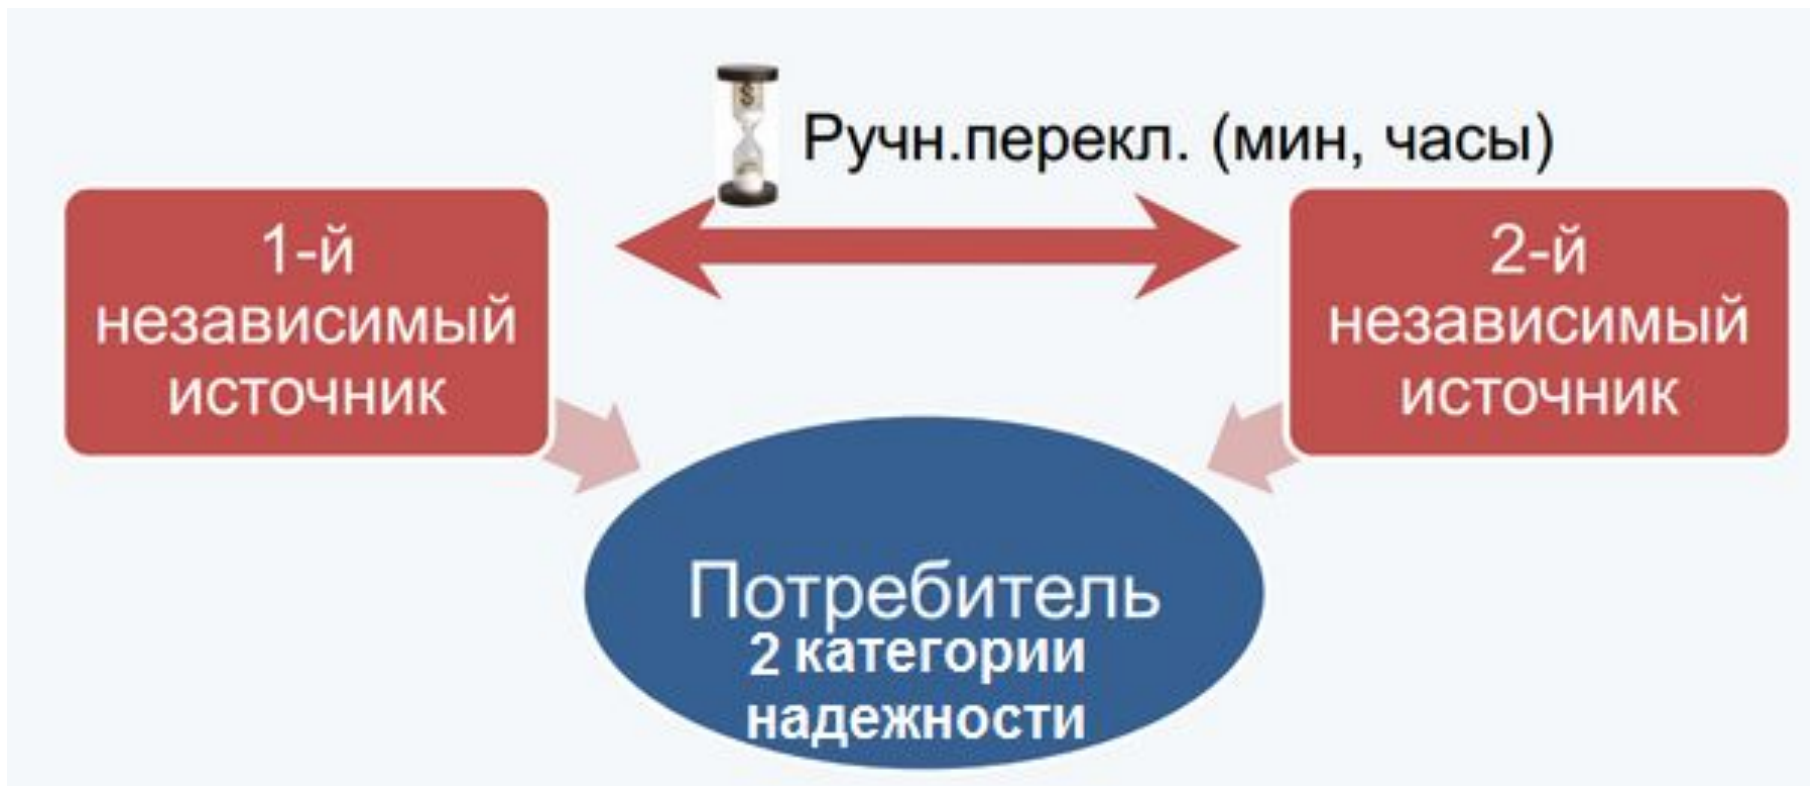 Ручн.перекл. (мин, часы)
1-й
независимый
источник
2-й
независимый
источник
Потребитель
2 категории
надежности